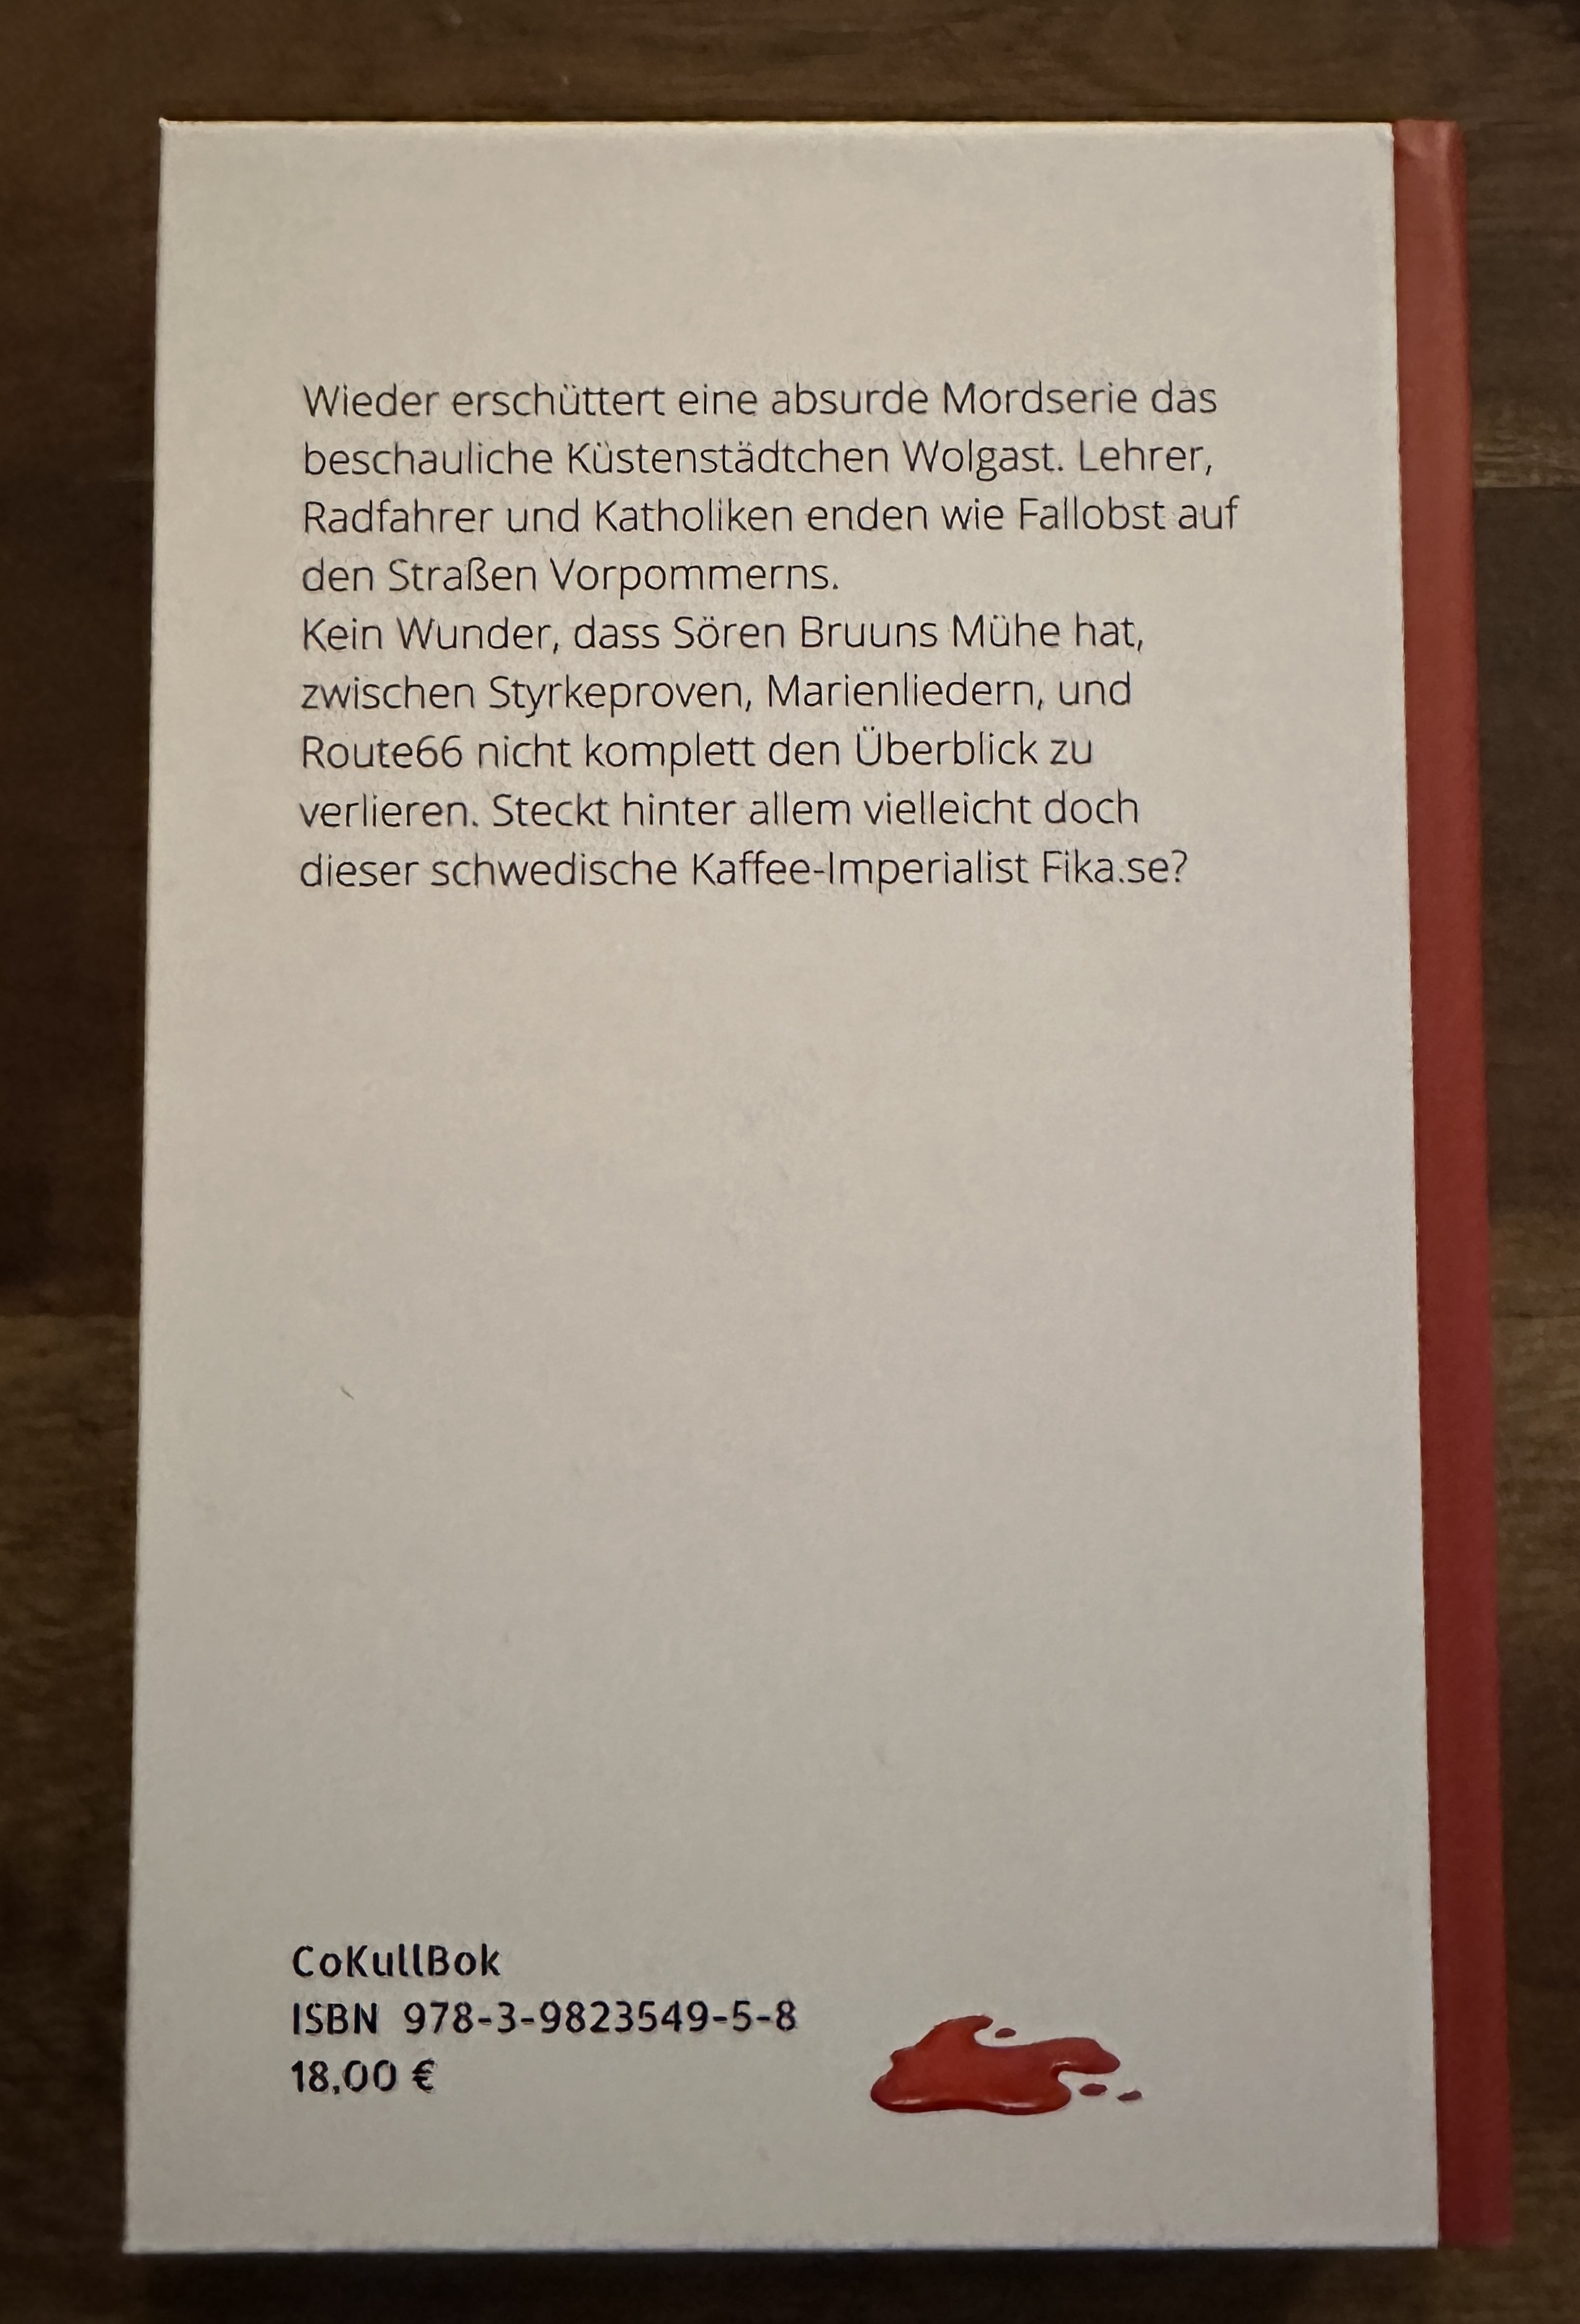 Wieder erschüttert eine absurde Mordserie das
beschauliche Küstenstädtchen Wolgast. Lehrer,
Radfahrer und Katholiken enden wie Fallobst auf
den Straßen Vorpommerns.
Kein Wunder, dass Sören Bruuns Mühe hat,
zwischen Styrkeproven, Marienliedern, und
Route66 nicht komplett den Überblick zu
verlieren. Steckt hinter allem vielleicht doch
dieser schwedische Kaffee-Imperialist Fika.se?
CoKullBok
ISBN 978-3-9823549-5-8
18,00 €